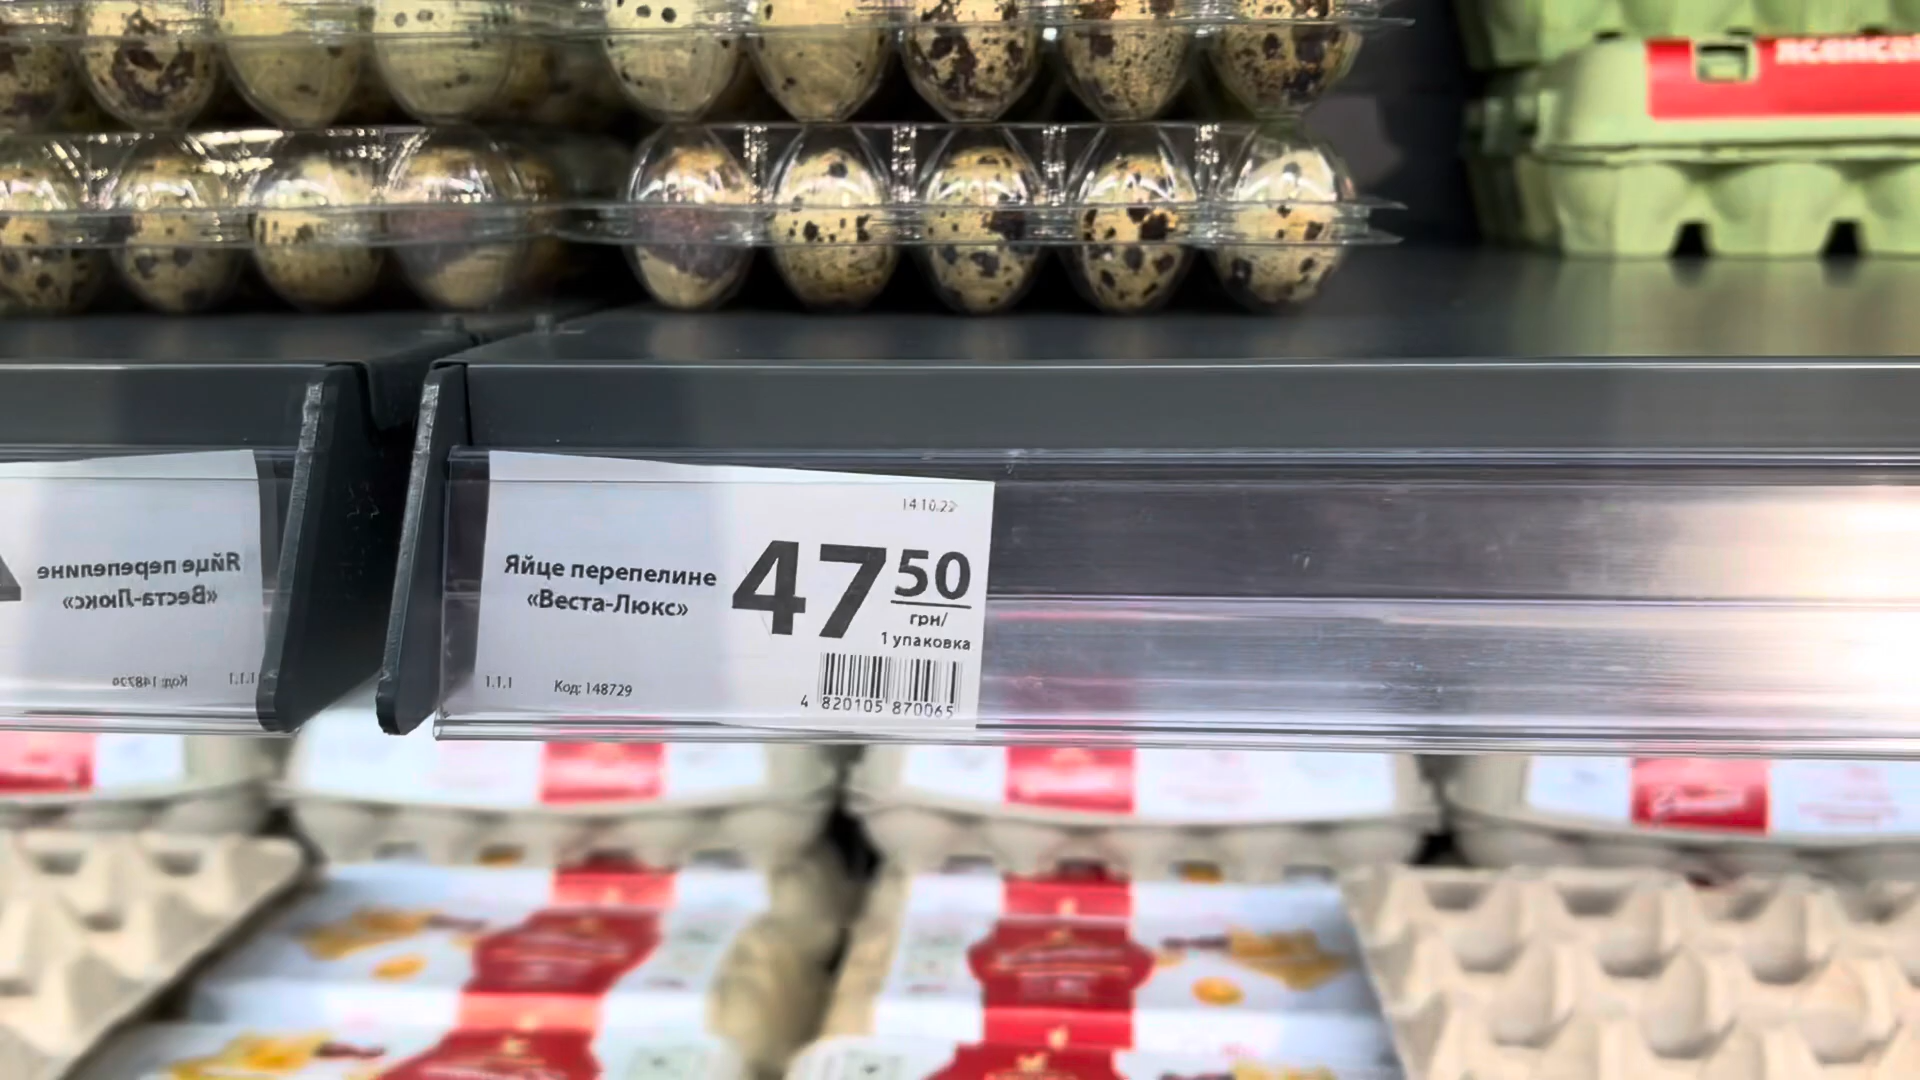 14.10.22
Яйце перепелине
«Веста-Люкс»
47 50
грн/
1 упаковка
1.1.1 Код: 148729
4 820105 870065
Яйце перепелине
«Веста-Люкс»
1.1.1 Код: 148729